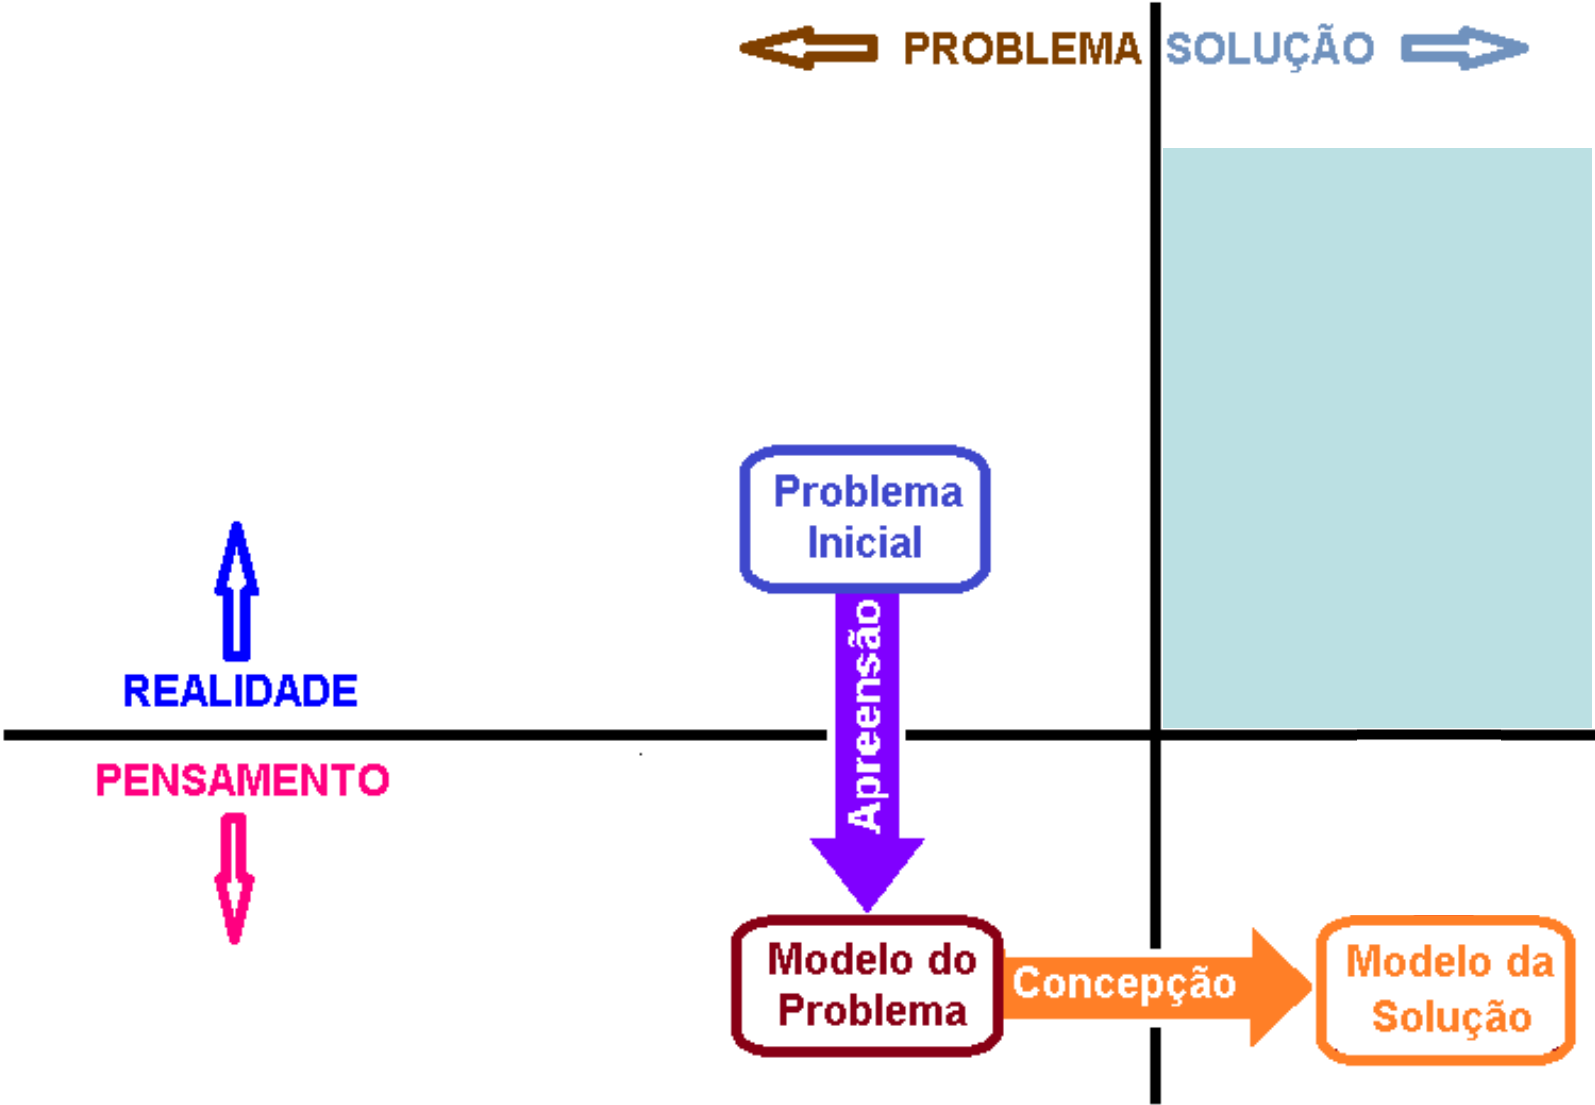 PROBLEMA SOLUÇÃO
Problema
Inicial
Apreensão
REALIDADE
PENSAMENTO
Modelo do
Problema
Concepção
Modelo da
Solução